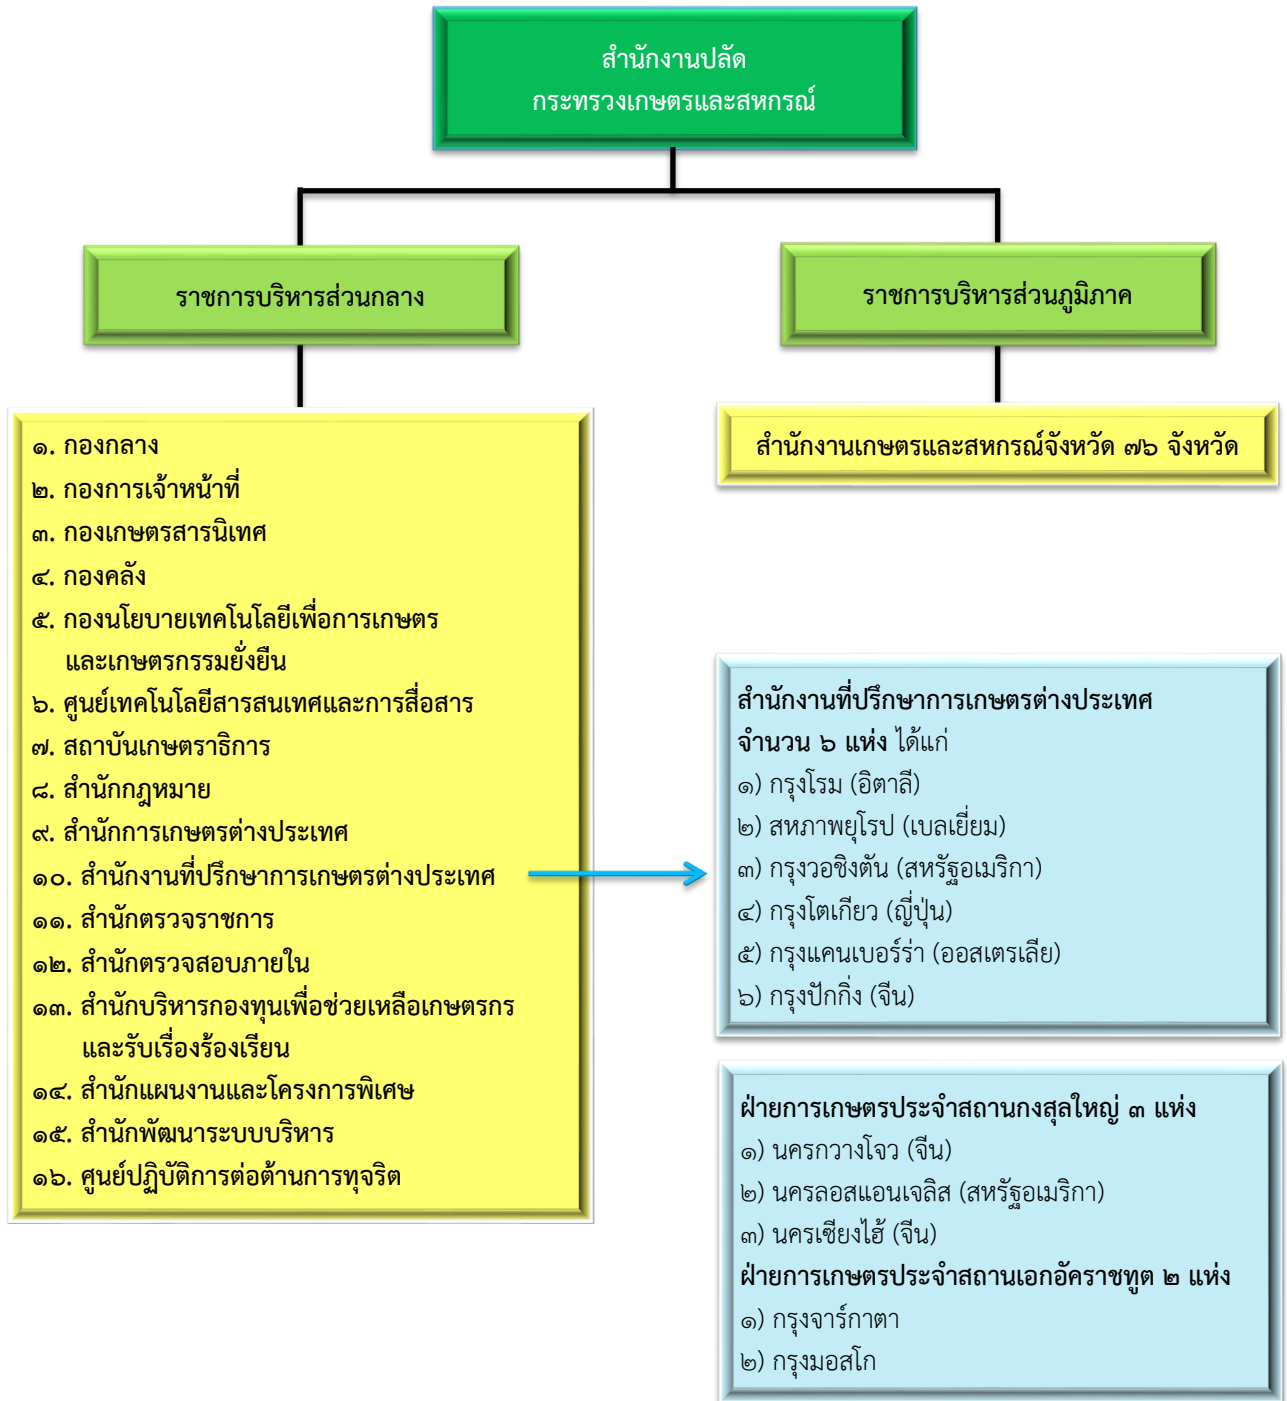 สำนักงานปลัด
กระทรวงเกษตรและสหกรณ์
ราชการบริหารส่วนกลาง
ราชการบริหารส่วนภูมิภาค
๑. กองกลาง
๒. กองการเจ้าหน้าที่
๓. กองเกษตรสารนิเทศ
๔. กองคลัง
๕. กองนโยบายเทคโนโลยีเพื่อการเกษตร
และเกษตรกรรมยั่งยืน
๖. ศูนย์เทคโนโลยีสารสนเทศและการสื่อสาร
๗. สถาบันเกษตราธิการ
๘. สำนักกฎหมาย
๙. สำนักการเกษตรต่างประเทศ
๑๐. สำนักงานที่ปรึกษาการเกษตรต่างประเทศ
๑๑. สำนักตรวจราชการ
๑๒. สำนักตรวจสอบภายใน
๑๓. สำนักบริหารกองทุนเพื่อช่วยเหลือเกษตรกร
และรับเรื่องร้องเรียน
๑๔. สำนักแผนงานและโครงการพิเศษ
๑๕. สำนักพัฒนาระบบบริหาร
๑๖. ศูนย์ปฏิบัติการต่อต้านการทุจริต
สำนักงานเกษตรและสหกรณ์จังหวัด ๗๖ จังหวัด
สำนักงานที่ปรึกษาการเกษตรต่างประเทศ
จำนวน ๖ แห่ง ได้แก่
๑) กรุงโรม (อิตาลี)
๒) สหภาพยุโรป (เบลเยี่ยม)
๓) กรุงวอชิงตัน (สหรัฐอเมริกา)
๔) กรุงโตเกียว (ญี่ปุ่น)
๕) กรุงแคนเบอร์ร่า (ออสเตรเลีย)
๖) กรุงปักกิ่ง (จีน)
ฝ่ายการเกษตรประจำสถานกงสุลใหญ่ ๓ แห่ง
๑) นครกวางโจว (จีน)
๒) นครลอสแอนเจลิส (สหรัฐอเมริกา)
๓) นครเซียงไฮ้ (จีน)
ฝ่ายการเกษตรประจำสถานเอกอัคราชทูต ๒ แห่ง
๑) กรุงจาร์กาตา
๒) กรุงมอสโก